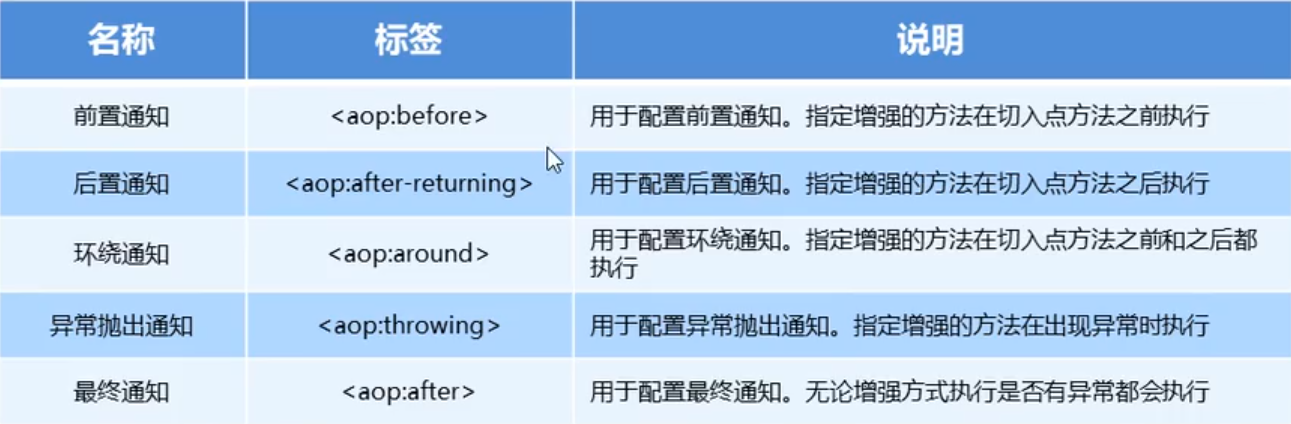 名称 标签 说明
前置通知 <aop:before> 用于配置前置通知。指定增强的方法在切入点方法之前执行
后置通知 <aop:after-returning> 用于配置后置通知。指定增强的方法在切入点方法之后执行
环绕通知 <aop:around> 用于配置环绕通知。指定增强的方法在切入点方法之前和之后都
执行
异常抛出通知 <aop:throwing> 用于配置异常抛出通知。指定增强的方法在出现异常时执行
最终通知 <aop:after> 用于配置最终通知。无论增强方式执行是否有异常都会执行